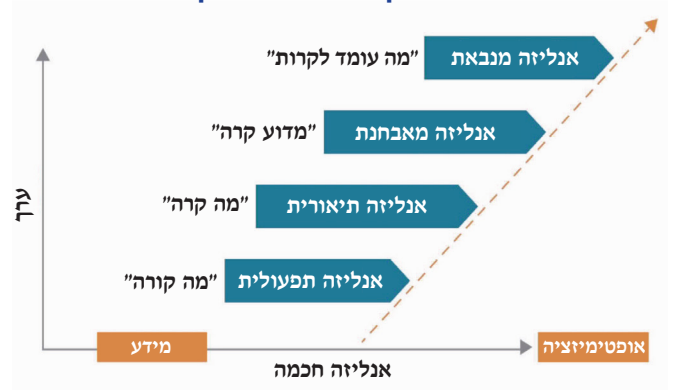 אנליזה מנבאת
"מה עומד לקרות"
אנליזה מאבחנת
"מדוע קרה"
אנליזה תיאורית
"מה קרה"
אנליזה תפעולית
"מה קורה"
ערך
מידע
אופטימיזציה
אנליזה חכמה